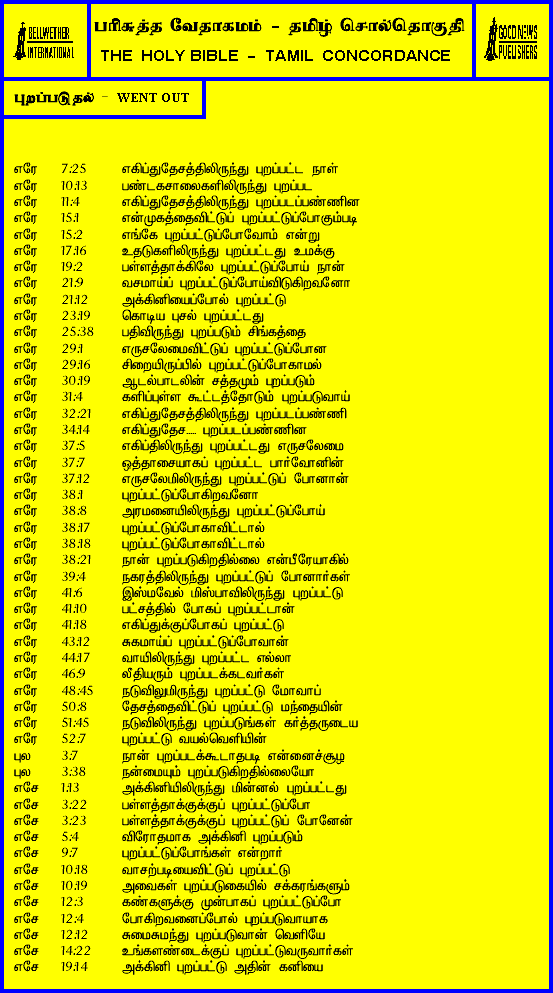 BELLWETHER
INTERNATIONAL
பரிசுத்த வேதாகமம் - தமிழ் சொல்தொகுதி
THE HOLY BIBLE - TAMIL CONCORDANCE
GOOD NEWS
PUBLISHERS
புறப்படுதல் - WENT OUT
எரே 7:25 எகிப்துதேசத்திலிருந்து புறப்பட்ட நாள்
எரே 10:13 பண்டகசாலைகளிலிருந்து புறப்பட
எரே 11:4 எகிப்துதேசத்திலிருந்து புறப்படப்பண்ணின
எரே 15:1 என்முகத்தைவிட்டுப் புறப்பட்டுப்போகும்படி
எரே 15:2 எங்கே புறப்பட்டுப்போவோம் என்று
எரே 17:16 உதடுகளிலிருந்து புறப்பட்டது உமக்கு
எரே 19:2 பள்ளத்தாக்கிலே புறப்பட்டுப்போய் நான்
எரே 21:9 வசமாய்ப் புறப்பட்டுப்போய்விடுகிறவனோ
எரே 21:12 அக்கினியைப்போல் புறப்பட்டு
எரே 23:19 கொடிய புசல் புறப்பட்டது
எரே 25:38 பதிவிருந்து புறப்படும் சிங்கத்தை
எரே 29:1 எருசலேமைவிட்டுப் புறப்பட்டுப்போன
எரே 29:16 சிறையிருப்பில் புறப்பட்டுப்போகாமல்
எரே 30:19 ஆடல்பாடலின் சத்தமும் புறப்படும்
எரே 31:4 களிப்புள்ள கூட்டத்தோடும் புறப்படுவாய்
எரே 32:21 எகிப்துதேசத்திலிருந்து புறப்படப்பண்ணி
எரே 34:14 எகிப்துதேச..... புறப்படப்பண்ணின
எரே 37:5 எகிப்திலிருந்து புறப்பட்டது எருசலேமை
எரே 37:7 ஒத்தாசையாகப் புறப்பட்ட பார்வோனின்
எரே 37:12 எருசலேமிலிருந்து புறப்பட்டுப் போனான்
எரே 38:1 புறப்பட்டுப்போகிறவனோ
எரே 38:8 அரமனையிலிருந்து புறப்பட்டுப்போய்
எரே 38:17 புறப்பட்டுப்போகாவிட்டால்
எரே 38:18 புறப்பட்டுப்போகாவிட்டால்
எரே 38:21 நான் புறப்படுகிறதில்லை என்பீரேயாகில்
எரே 39:4 நகரத்திலிருந்து புறப்பட்டுப் போனார்கள்
எரே 41:6 இஸ்மவேல் மிஸ்பாவிலிருந்து புறப்பட்டு
எரே 41:10 பட்சத்தில் போகப் புறப்பட்டான்
எரே 41:18 எகிப்துக்குப்போகப் புறப்பட்டு
எரே 43:12 சுகமாய்ப் புறப்பட்டுப்போவான்
எரே 44:17 வாயிலிருந்து புறப்பட்ட எல்லா
எரே 46:9 லீதியரும் புறப்படக்கடவர்கள்
எரே 48:45 நடுவிலுமிருந்து புறப்பட்டு மோவாப்
எரே 50:8 தேசத்தைவிட்டுப் புறப்பட்டு மந்தையின்
எரே 51:45 நடுவிலிருந்து புறப்படுங்கள் கர்த்தருடைய
எரே 52:7 புறப்பட்டு வயல்வெளியின்
புல 3:7 நான் புறப்படக்கூடாதபடி என்னைச்சூழ
புல 3:38 நன்மையும் புறப்படுகிறதில்லையோ
எசே 1:13 அக்கினியிலிருந்து மின்னல் புறப்பட்டது
எசே 3:22 பள்ளத்தாக்குக்குப் புறப்பட்டுப்போ
எசே 3:23 பள்ளத்தாக்குக்குப் புறப்பட்டுப் போனேன்
எசே 5:4 விரோதமாக அக்கினி புறப்படும்
எசே 9:7 புறப்பட்டுப்போங்கள் என்றார்
எசே 10:18 வாசற்படியைவிட்டுப் புறப்பட்டு
எசே 10:19 அவைகள் புறப்படுகையில் சக்கரங்களும்
எசே 12:3 கண்களுக்கு முன்பாகப் புறப்பட்டுப்போ
எசே 12:4 போகிறவனைப்போல் புறப்படுவாயாக
எசே 12:12 சுமைசுமந்து புறப்படுவான் வெளியே
எசே 14:22 உங்களண்டைக்குப் புறப்பட்டுவருவார்கள்
எசே 19:14 அக்கினி புறப்பட்டு அதின் கனியை